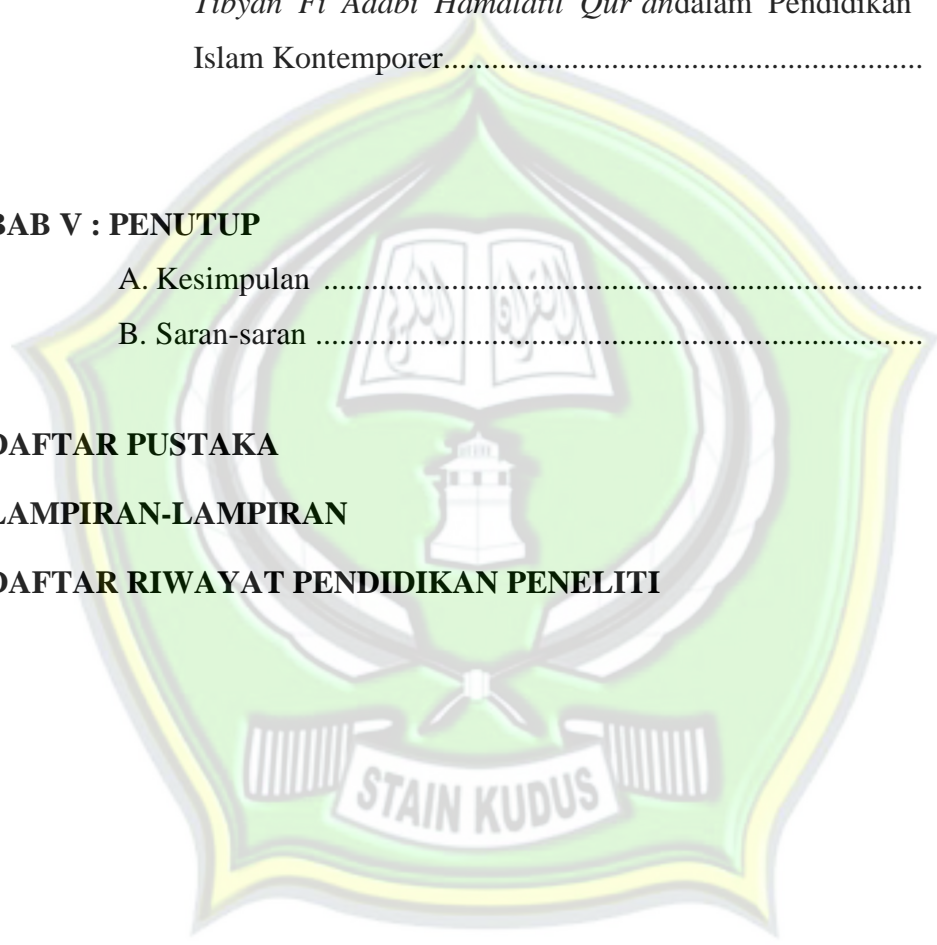 Tibyan Fi Adabi Hamalatil Qur'andalam Pendidikan
Islam Kontemporer............................................................
BAB V : PENUTUP
A. Kesimpulan ...........................................................................
B. Saran-saran ............................................................................
DAFTAR PUSTAKA
LAMPIRAN-LAMPIRAN
DAFTAR RIWAYAT PENDIDIKAN PENELITI
STAIN KUDUS